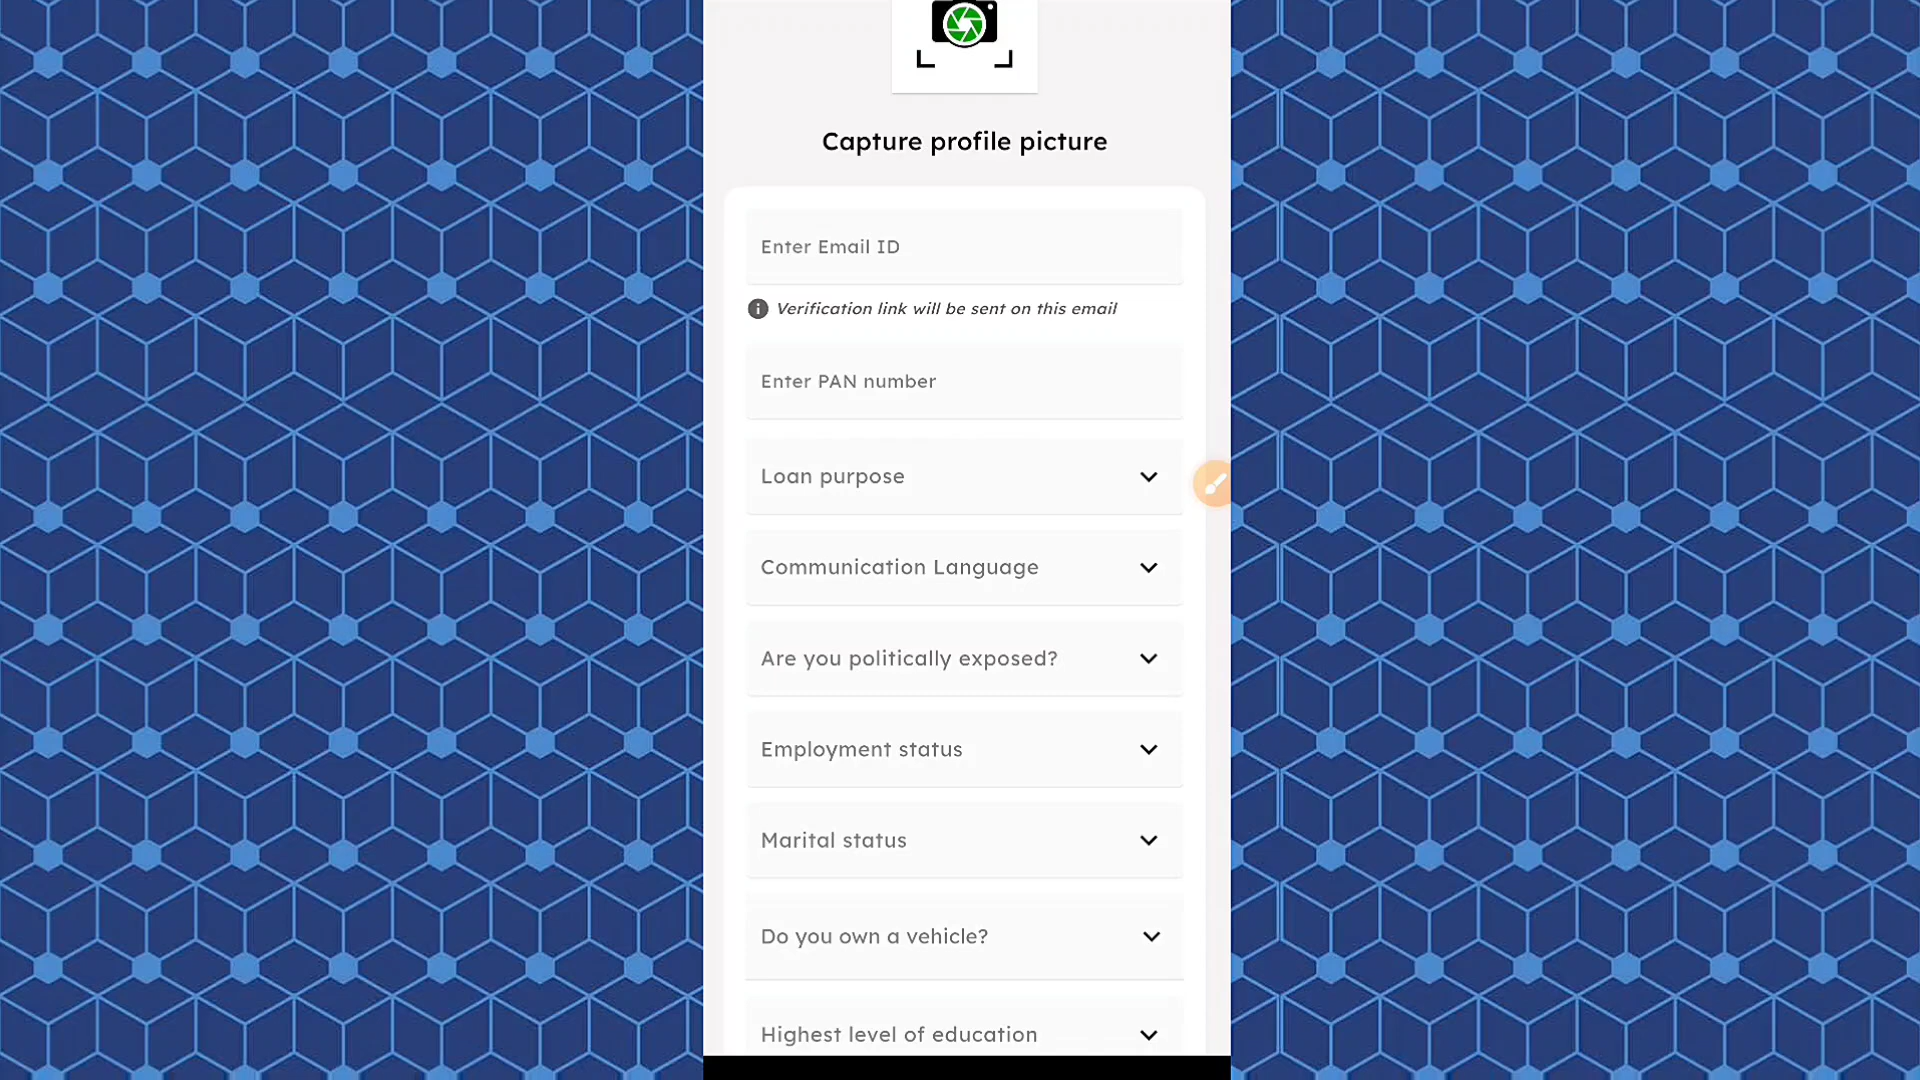 Capture profile picture
Enter Email ID
Verification link will be sent on this email
Enter PAN number
Loan purpose
Communication Language
Are you politically exposed?
Employment status
Marital status
Do you own a vehicle?
Highest level of education